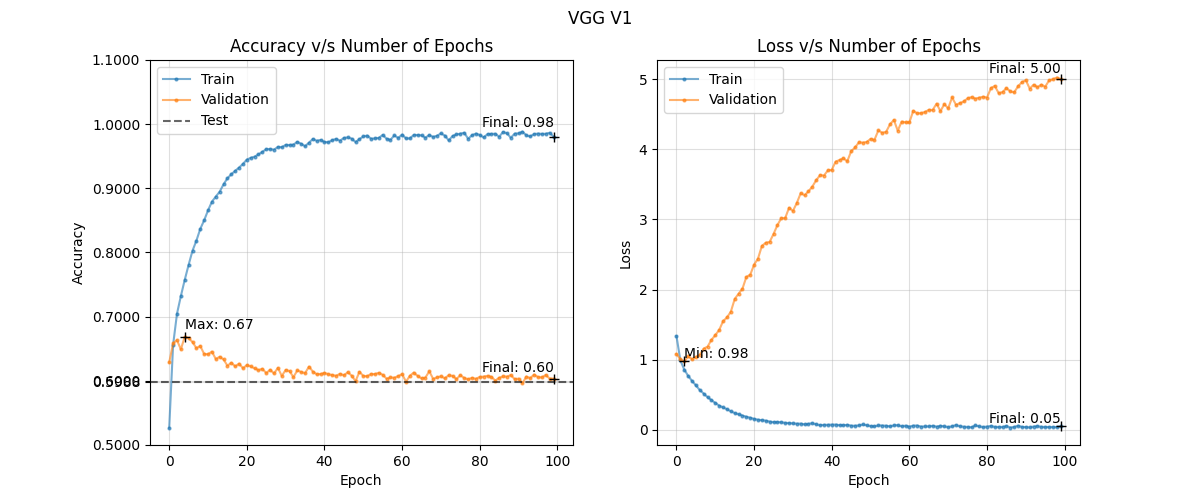 VGG V1
Accuracy v/s Number of Epochs
Train
Validation
Test
Final: 0.98
Max: 0.67
Final: 0.60
1.1000
1.0000
0.9000
0.8000
0.7000
0.6000
0.5000
Accuracy
0
20
40
60
80
100
Epoch
Loss v/s Number of Epochs
Train
Validation
Final: 5.00
Min: 0.98
Final: 0.05
5
4
3
2
1
0
Loss
0
20
40
60
80
100
Epoch